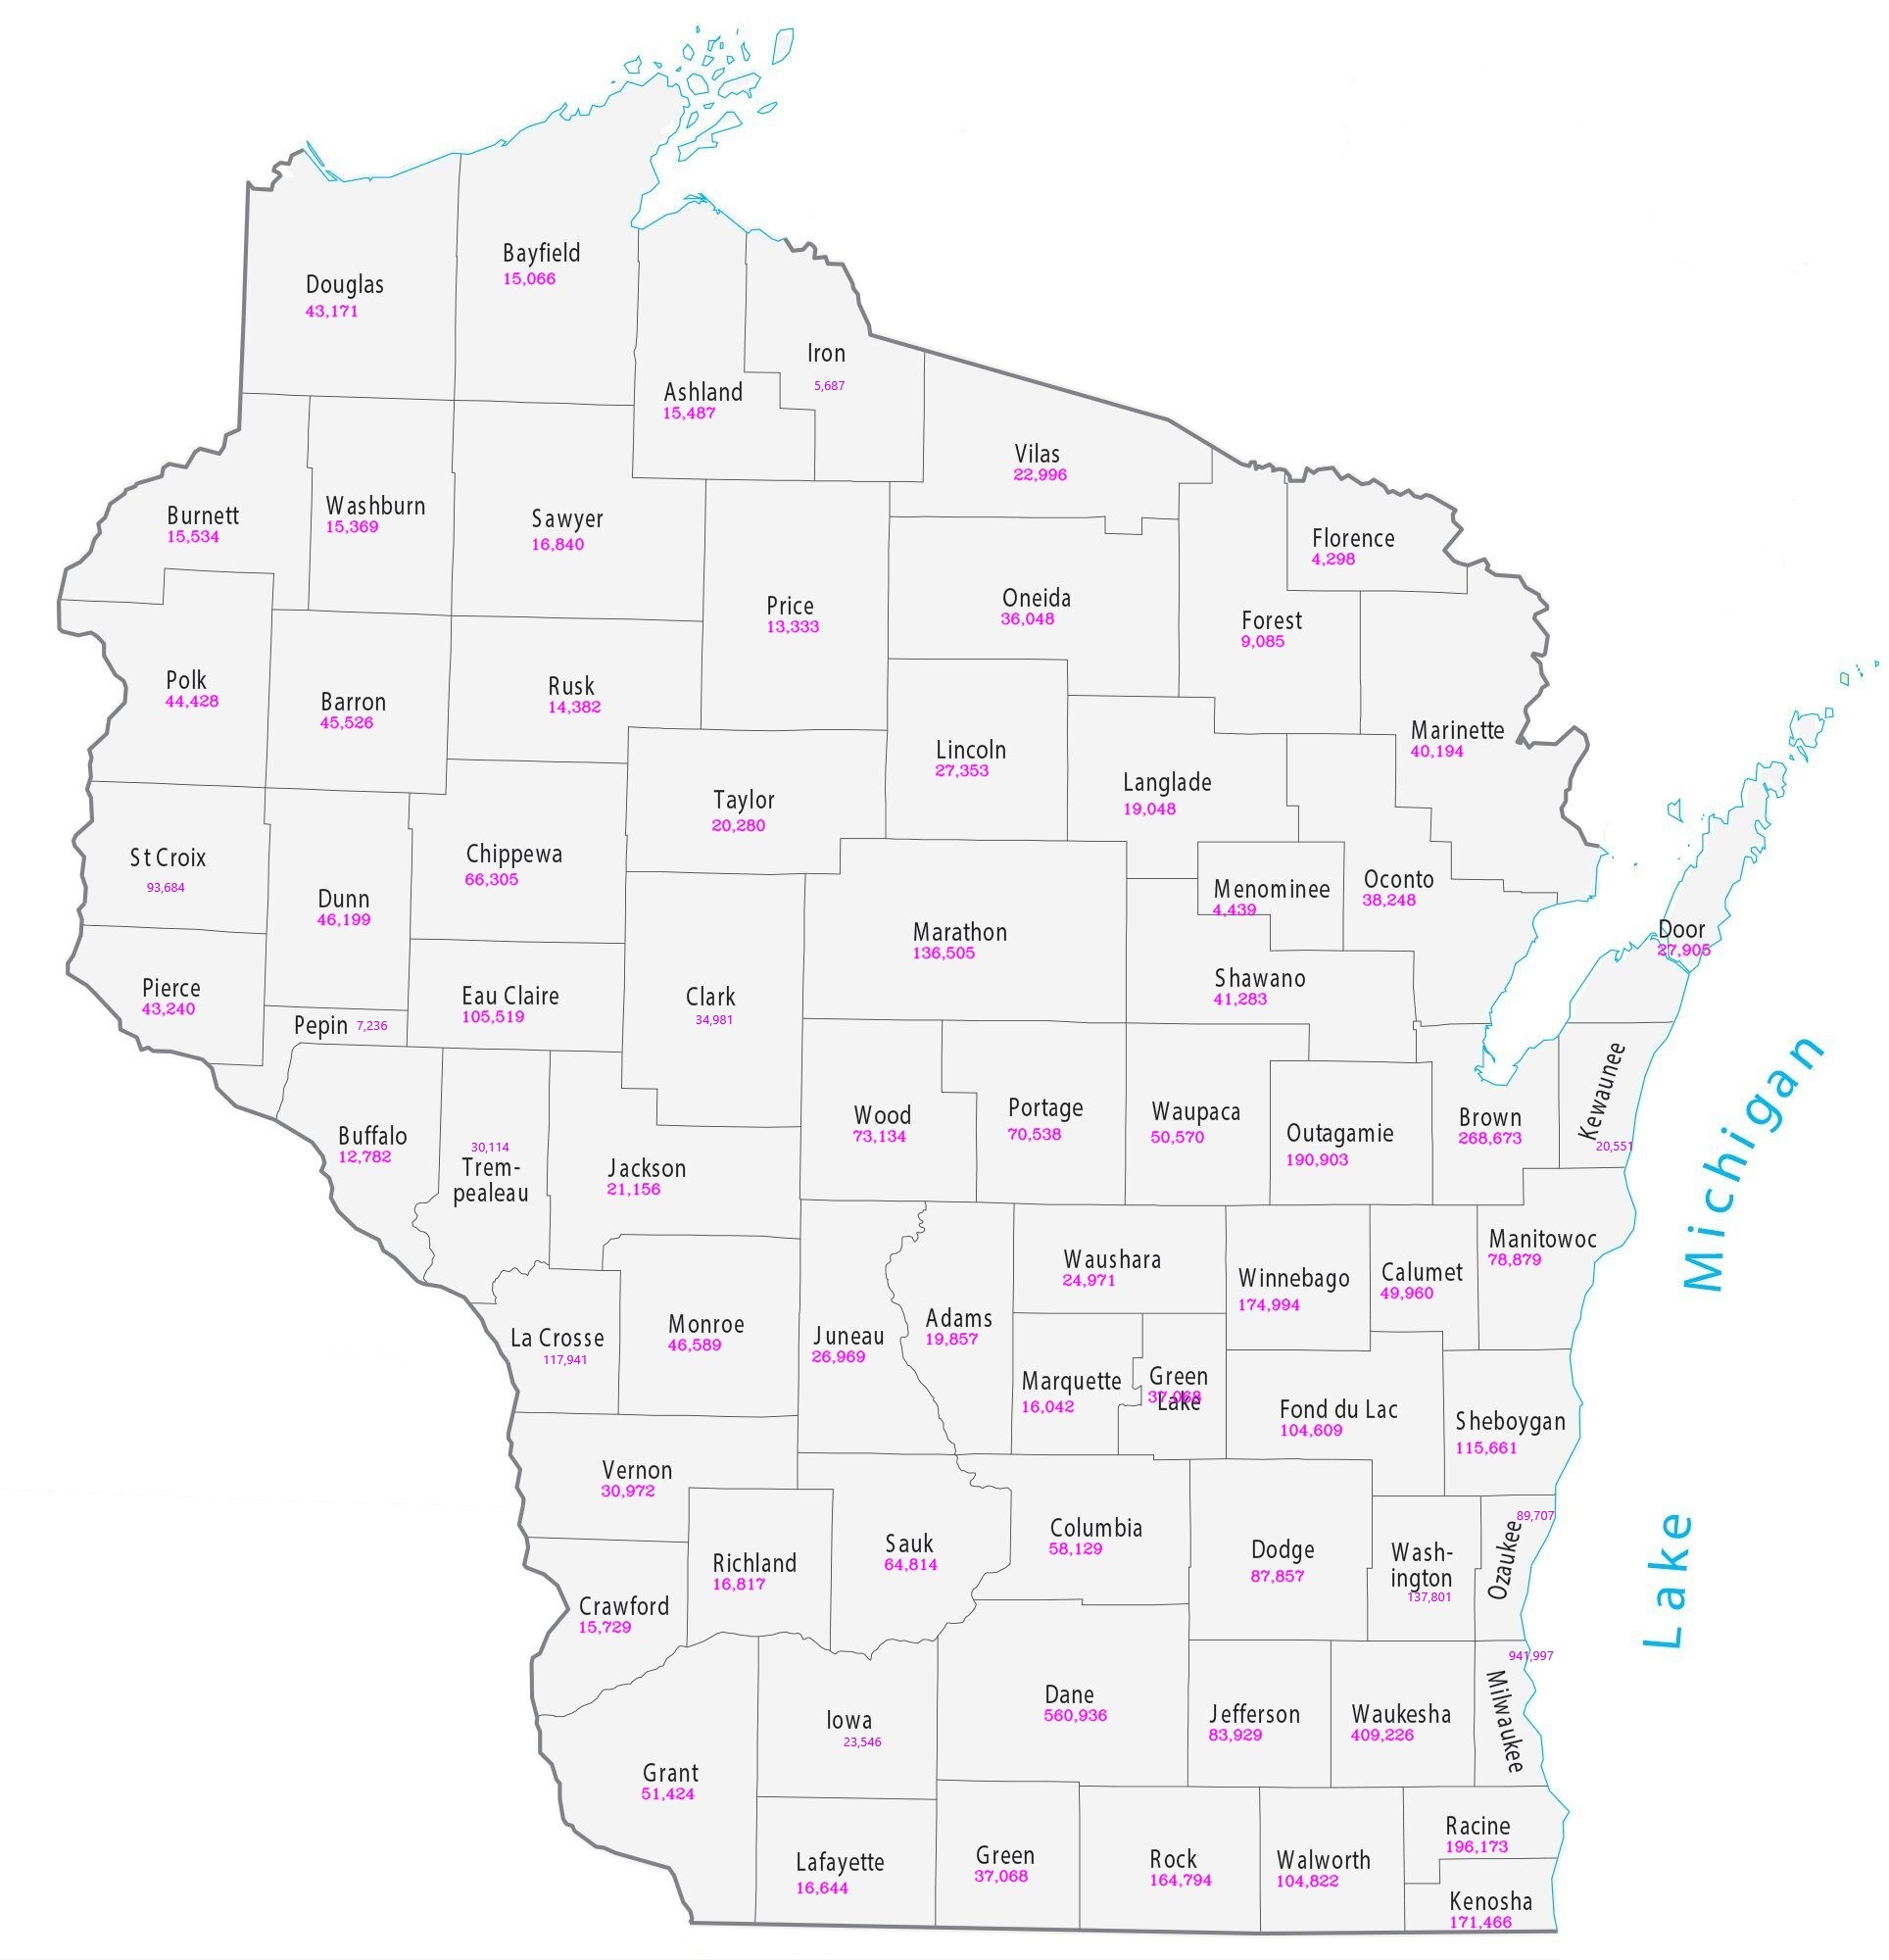 Bayfield
15,066
Douglas
43,171
Iron
5,687
Ashland
15,487
Vilas
22,996
Burnett
15,534
Washburn
15,369
Sawyer
16,840
Florence
4,298
Price
13,333
Oneida
36,048
Forest
9,085
Polk
44,428
Barron
45,526
Rusk
14,382
Marinette
40,194
Lincoln
27,353
Langlade
19,048
Taylor
20,280
St Croix
93,684
Chippewa
66,305
Dunn
46,199
Menominee
4,439
Oconto
38,248
Marathon
136,505
Door
27,905
Shawano
41,283
Pierce
43,240
Eau Claire
105,519
Clark
34,981
Pepin 7,236
Kewaunee
20,551
Wood
73,134
Portage
70,538
Waupaca
50,570
Outagamie
190,903
Brown
268,673
Buffalo
12,782
30,114
Trem-
pealeau
Jackson
21,156
Waushara
24,971
Winnebago
174,994
Calumet
49,960
Manitowoc
78,879
Lake Michigan
La Crosse
117,941
Monroe
46,589
Juneau
26,969
Adams
19,857
Marquette
16,042
Green
37,068
Lake
Fond du Lac
104,609
Sheboygan
115,661
Vernon
30,972
Richland
16,817
Sauk
64,814
Columbia
58,129
Dodge
87,857
Wash-
ington
137,801
89,707
Ozaukee
Crawford
15,729
941,997
Milwaukee
Dane
560,936
Jefferson
83,929
Waukesha
409,226
Iowa
23,546
Grant
51,424
Lafayette
16,644
Green
37,068
Rock
164,794
Walworth
104,822
Racine
196,173
Kenosha
171,466